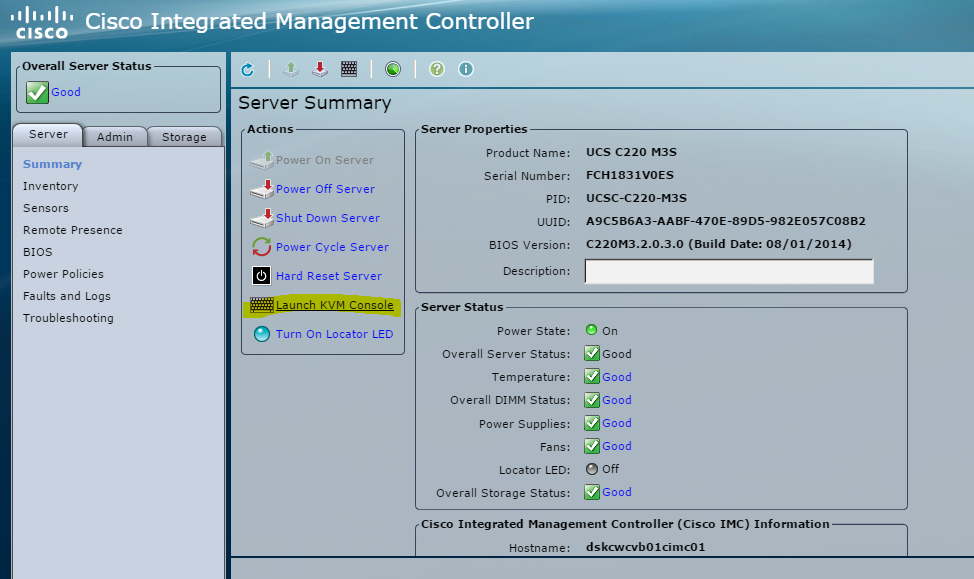 CISCO
Cisco Integrated Management Controller
Overall Server Status
Good
Server Admin Storage
Summary
Inventory
Sensors
Remote Presence
BIOS
Power Policies
Faults and Logs
Troubleshooting
Server Summary
Actions
Power On Server
Power Off Server
Shut Down Server
Power Cycle Server
Hard Reset Server
Launch KVM Console
Turn On Locator LED
Server Properties
Product Name: UCS C220 M3S
Serial Number: FCH1831V0ES
PID: UCSC-C220-M3S
UUID: A9C5B6A3-AABF-470E-89D5-982E057C08B2
BIOS Version: C220M3.2.0.3.0 (Build Date: 08/01/2014)
Description:
Server Status
Power State: On
Overall Server Status: Good
Temperature: Good
Overall DIMM Status: Good
Power Supplies: Good
Fans: Good
Locator LED: Off
Overall Storage Status: Good
Cisco Integrated Management Controller (Cisco IMC) Information
Hostname: dskcwcvb01cimc01